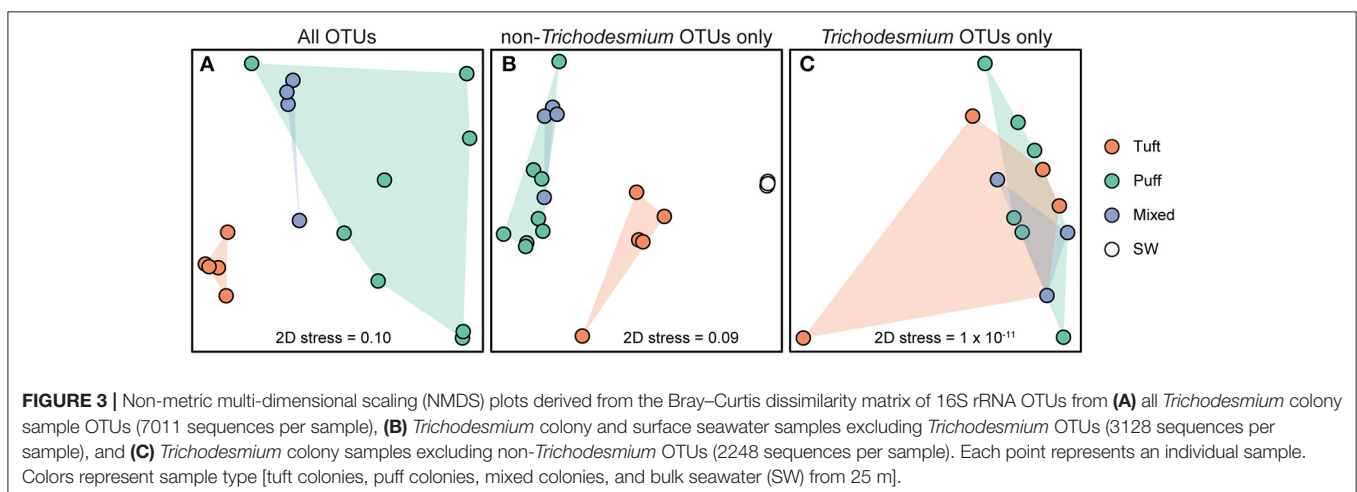 All OTUs
non-Trichodesmium OTUs only
Trichodesmium OTUs only
A
B
C
Tuft
Puff
Mixed
SW
2D stress = 0.10
2D stress = 0.09
2D stress = 1 x 10⁻¹¹
FIGURE 3 | Non-metric multi-dimensional scaling (NMDS) plots derived from the Bray–Curtis dissimilarity matrix of 16S rRNA OTUs from (A) all Trichodesmium colony
sample OTUs (7011 sequences per sample), (B) Trichodesmium colony and surface seawater samples excluding Trichodesmium OTUs (3128 sequences per
sample), and (C) Trichodesmium colony samples excluding non-Trichodesmium OTUs (2248 sequences per sample). Each point represents an individual sample.
Colors represent sample type [tuft colonies, puff colonies, mixed colonies, and bulk seawater (SW) from 25 m].